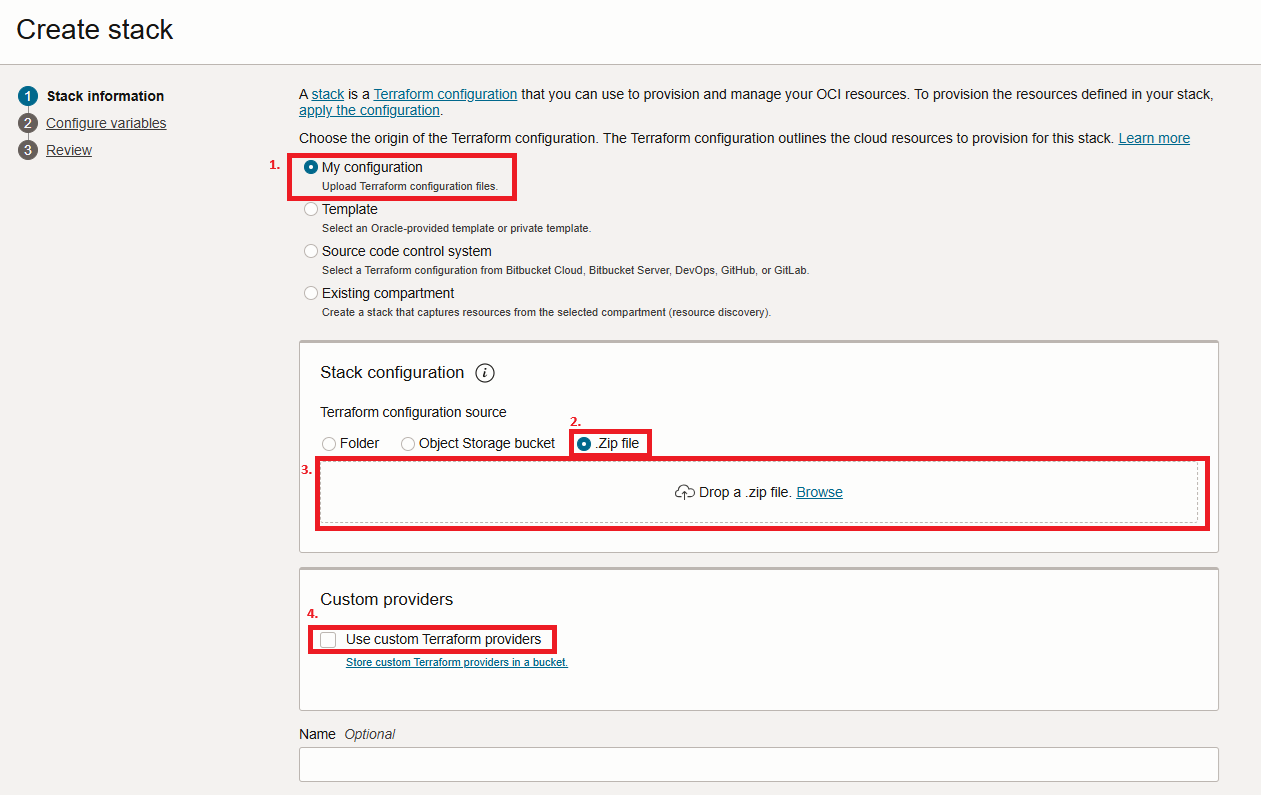 Create stack
1 Stack information
2 Configure variables
3 Review
A stack is a Terraform configuration that you can use to provision and manage your OCI resources. To provision the resources defined in your stack,
apply the configuration.
Choose the origin of the Terraform configuration. The Terraform configuration outlines the cloud resources to provision for this stack. Learn more
1. My configuration
Upload Terraform configuration files.
Template
Select an Oracle-provided template or private template.
Source code control system
Select a Terraform configuration from Bitbucket Cloud, Bitbucket Server, DevOps, GitHub, or GitLab.
Existing compartment
Create a stack that captures resources from the selected compartment (resource discovery).
Stack configuration i
Terraform configuration source
2.
Folder Object Storage bucket .Zip file
3.
Drop a .zip file. Browse
Custom providers
4.
Use custom Terraform providers
Store custom Terraform providers in a bucket.
Name Optional